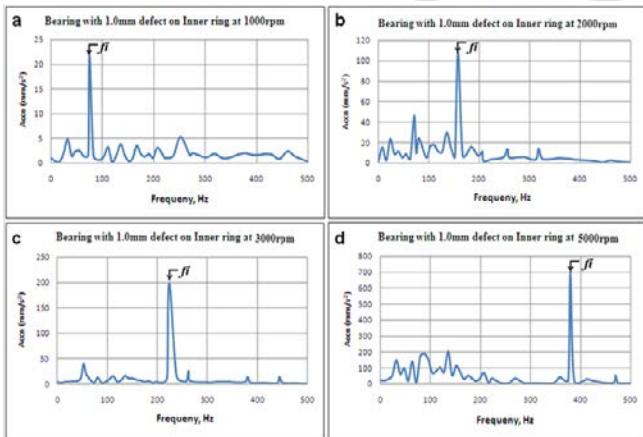 a
Bearing with 1.0mm defect on Inner ring at 1000rpm
fi
25
20
15
10
5
0
Accn (mm/s²)
0 100 200 300 400 500
Frequeny, Hz
b
Bearing with 1.0mm defect on Inner ring at 2000rpm
fi
120
100
80
60
40
20
0
Accn (mm/s²)
0 100 200 300 400 500
Frequeny, Hz
c
Bearing with 1.0mm defect on Inner ring at 3000rpm
fi
250
200
150
100
50
0
Accn (mm/s²)
0 100 200 300 400 500
Frequeny, Hz
d
Bearing with 1.0mm defect on Inner ring at 5000rpm
fi
800
700
600
500
400
300
200
100
0
Accn (mm/s²)
0 100 200 300 400 500
Frequeny, Hz